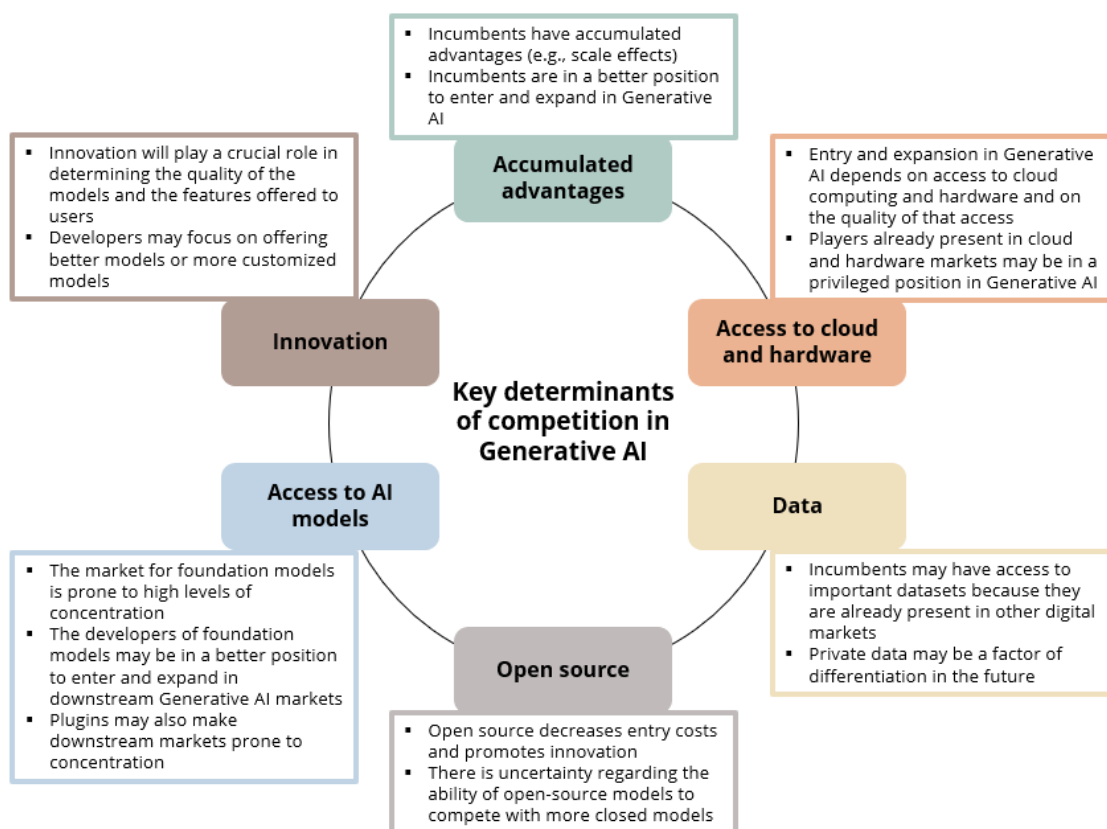 ▪ Incumbents have accumulated
advantages (e.g., scale effects)
▪ Incumbents are in a better position
to enter and expand in Generative
AI
Accumulated
advantages
▪ Entry and expansion in Generative
AI depends on access to cloud
computing and hardware and on
the quality of that access
▪ Players already present in cloud
and hardware markets may be in a
privileged position in Generative AI
Access to cloud
and hardware
▪ Innovation will play a crucial role in
determining the quality of the
models and the features offered to
users
▪ Developers may focus on offering
better models or more customized
models
Innovation
Key determinants
of competition in
Generative AI
Data
▪ Incumbents may have access to
important datasets because they
are already present in other digital
markets
▪ Private data may be a factor of
differentiation in the future
Access to AI
models
▪ The market for foundation models
is prone to high levels of
concentration
▪ The developers of foundation
models may be in a better position
to enter and expand in
downstream Generative AI markets
▪ Plugins may also make
downstream markets prone to
concentration
Open source
▪ Open source decreases entry costs
and promotes innovation
▪ There is uncertainty regarding the
ability of open-source models to
compete with more closed models